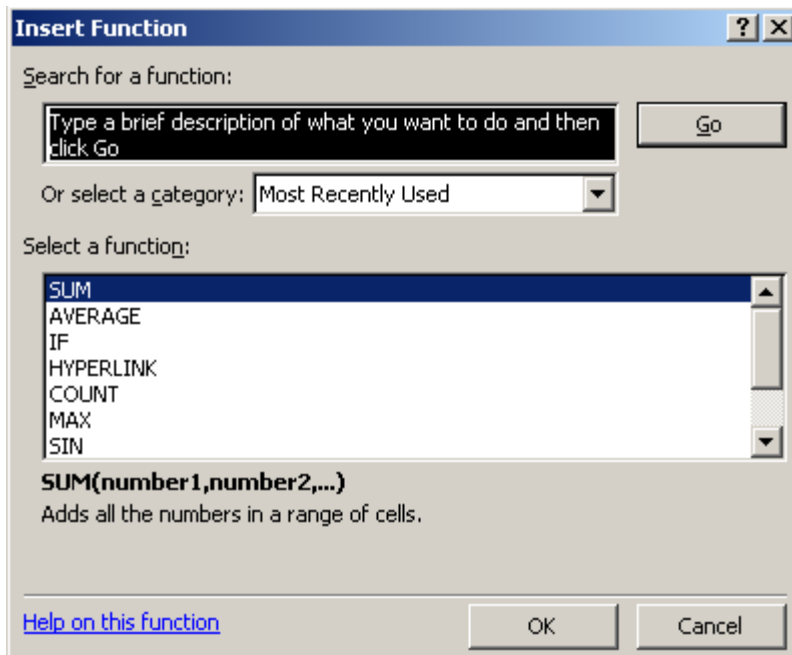 Insert Function
Search for a function:
Type a brief description of what you want to do and then
click Go
Go
Or select a category: Most Recently Used
Select a function:
SUM
AVERAGE
IF
HYPERLINK
COUNT
MAX
SIN
SUM(number1,number2,...)
Adds all the numbers in a range of cells.
Help on this function
OK
Cancel